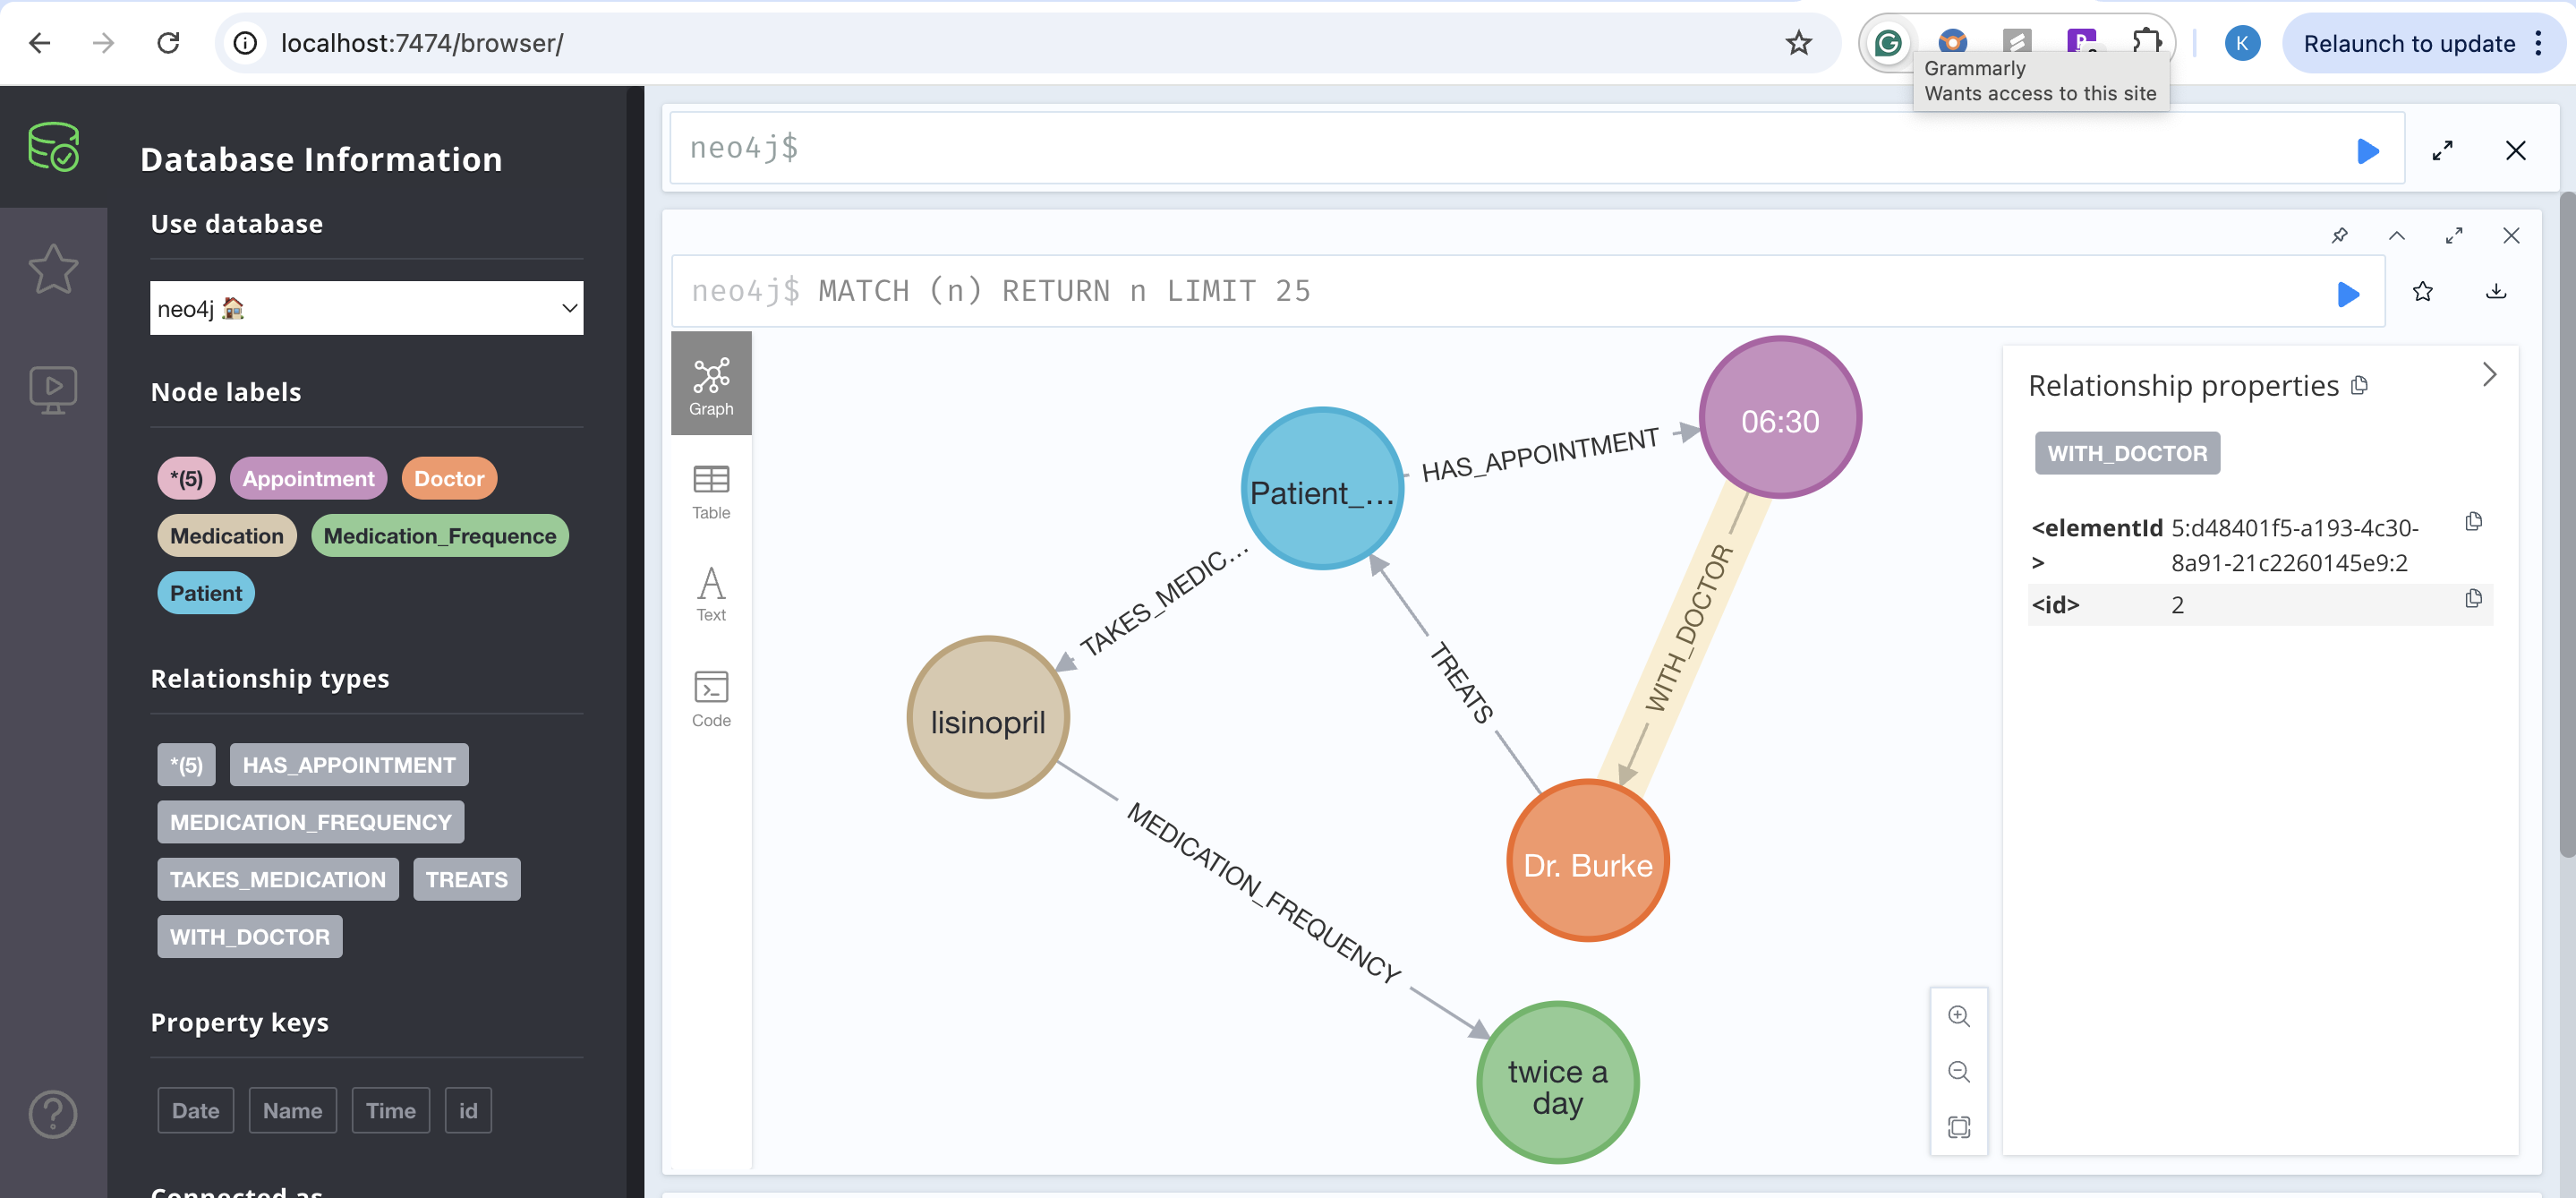 localhost:7474/browser/
K
Relaunch to update
Grammarly
Wants access to this site
Database Information
Use database
neo4j
Node labels
*(5) Appointment Doctor
Medication Medication_Frequence
Patient
Relationship types
*(5) HAS_APPOINTMENT
MEDICATION_FREQUENCY
TAKES_MEDICATION TREATS
WITH_DOCTOR
Property keys
Date Name Time id
Connected as
neo4j$
neo4j$ MATCH (n) RETURN n LIMIT 25
Graph
Table
Text
Code
06:30
Patient_...
HAS_APPOINTMENT
TAKES_MEDIC...
WITH_DOCTOR
TREATS
lisinopril
MEDICATION_FREQUENCY
Dr. Burke
twice a
day
Relationship properties
WITH_DOCTOR
<elementId 5:d48401f5-a193-4c30-
> 8a91-21c2260145e9:2
<id> 2